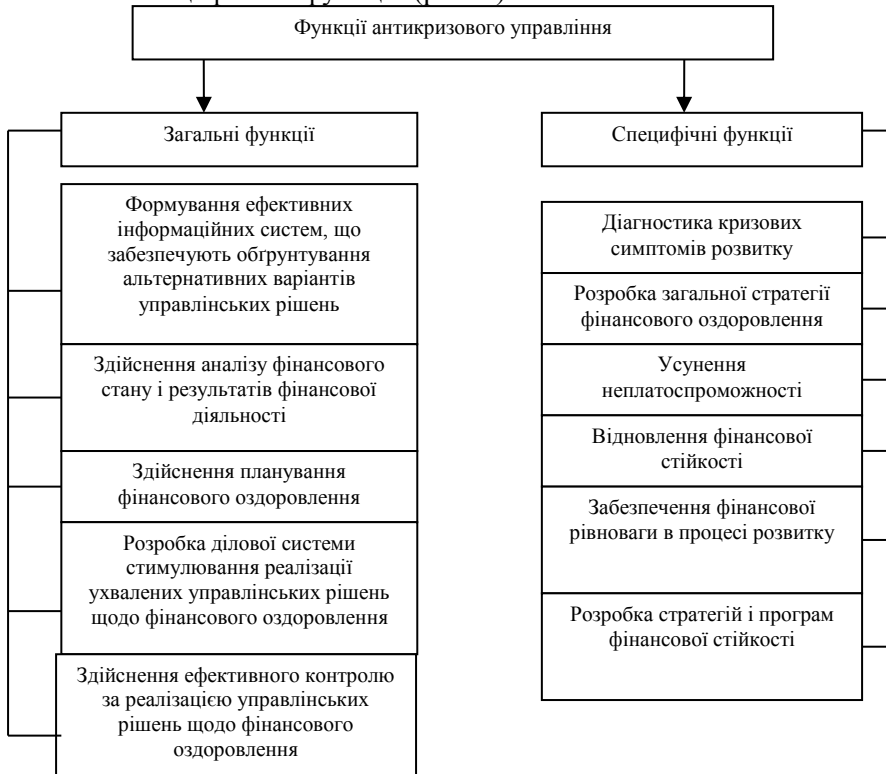 Функції антикризового управління
Загальні функції
Формування ефективних
інформаційних систем, що
забезпечують обґрунтування
альтернативних варіантів
управлінських рішень
Здійснення аналізу фінансового
стану і результатів фінансової
діяльності
Здійснення планування
фінансового оздоровлення
Розробка ділової системи
стимулювання реалізації
ухвалених управлінських рішень
щодо фінансового оздоровлення
Здійснення ефективного контролю
за реалізацією управлінських
рішень щодо фінансового
оздоровлення
Специфічні функції
Діагностика кризових
симптомів розвитку
Розробка загальної стратегії
фінансового оздоровлення
Усунення
неплатоспроможності
Відновлення фінансової
стійкості
Забезпечення фінансової
рівноваги в процесі розвитку
Розробка стратегій і програм
фінансової стійкості